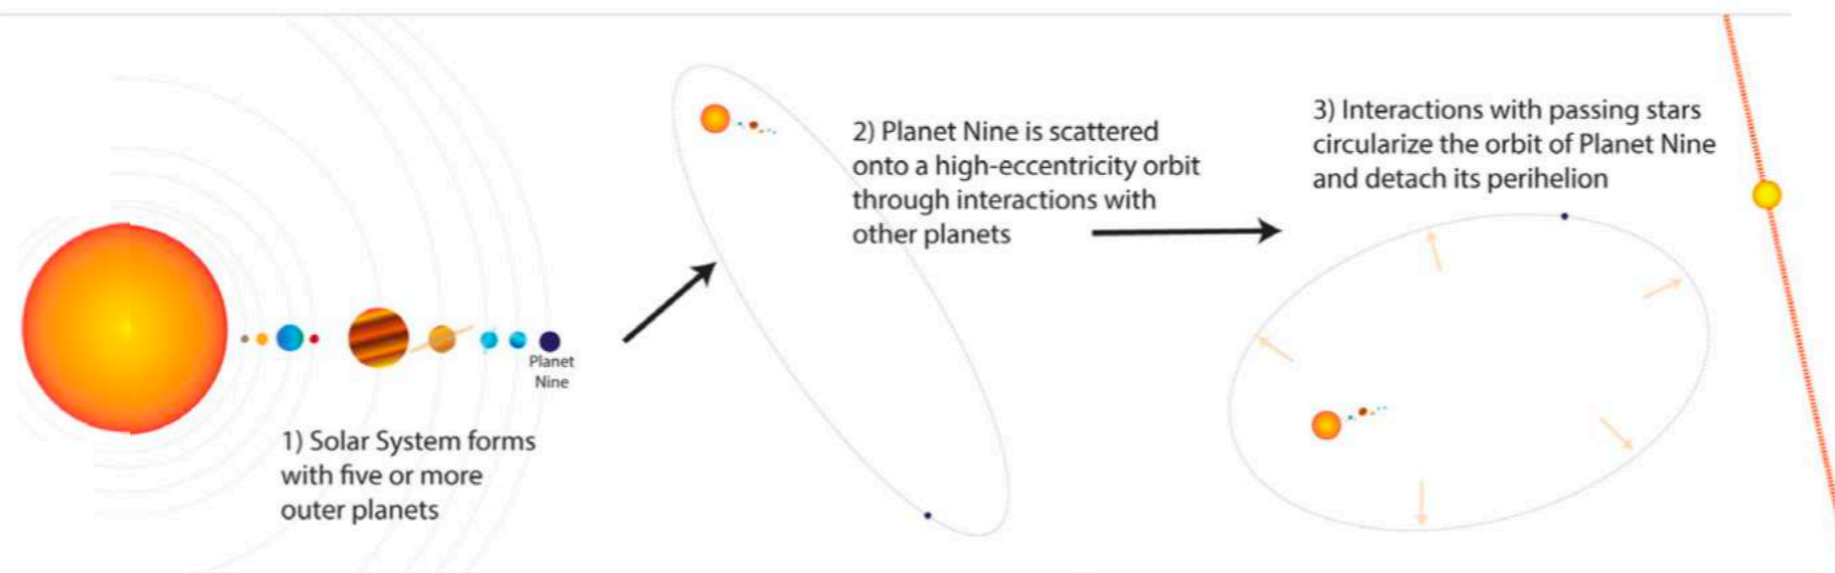 Planet
Nine
1) Solar System forms
with five or more
outer planets
2) Planet Nine is scattered
onto a high-eccentricity orbit
through interactions with
other planets
3) Interactions with passing stars
circularize the orbit of Planet Nine
and detach its perihelion